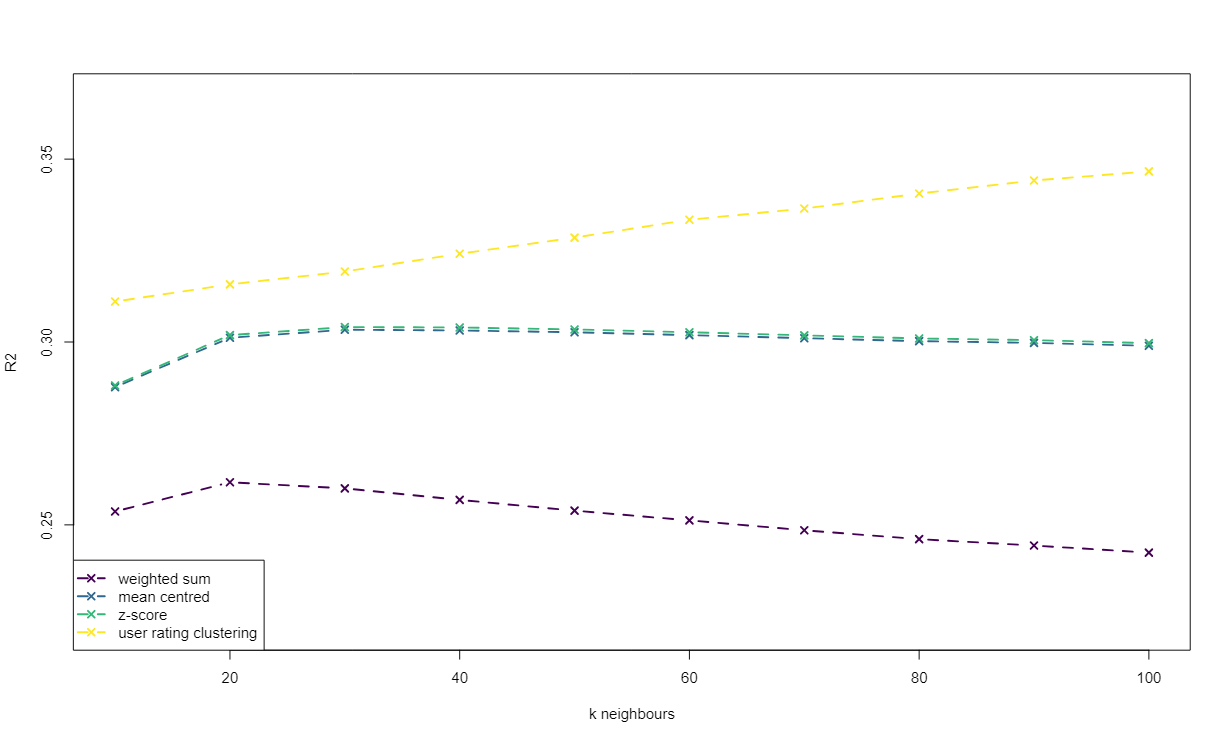 0.35
0.30
0.25
R2
weighted sum
mean centred
z-score
user rating clustering
20 40 60 80 100
k neighbours